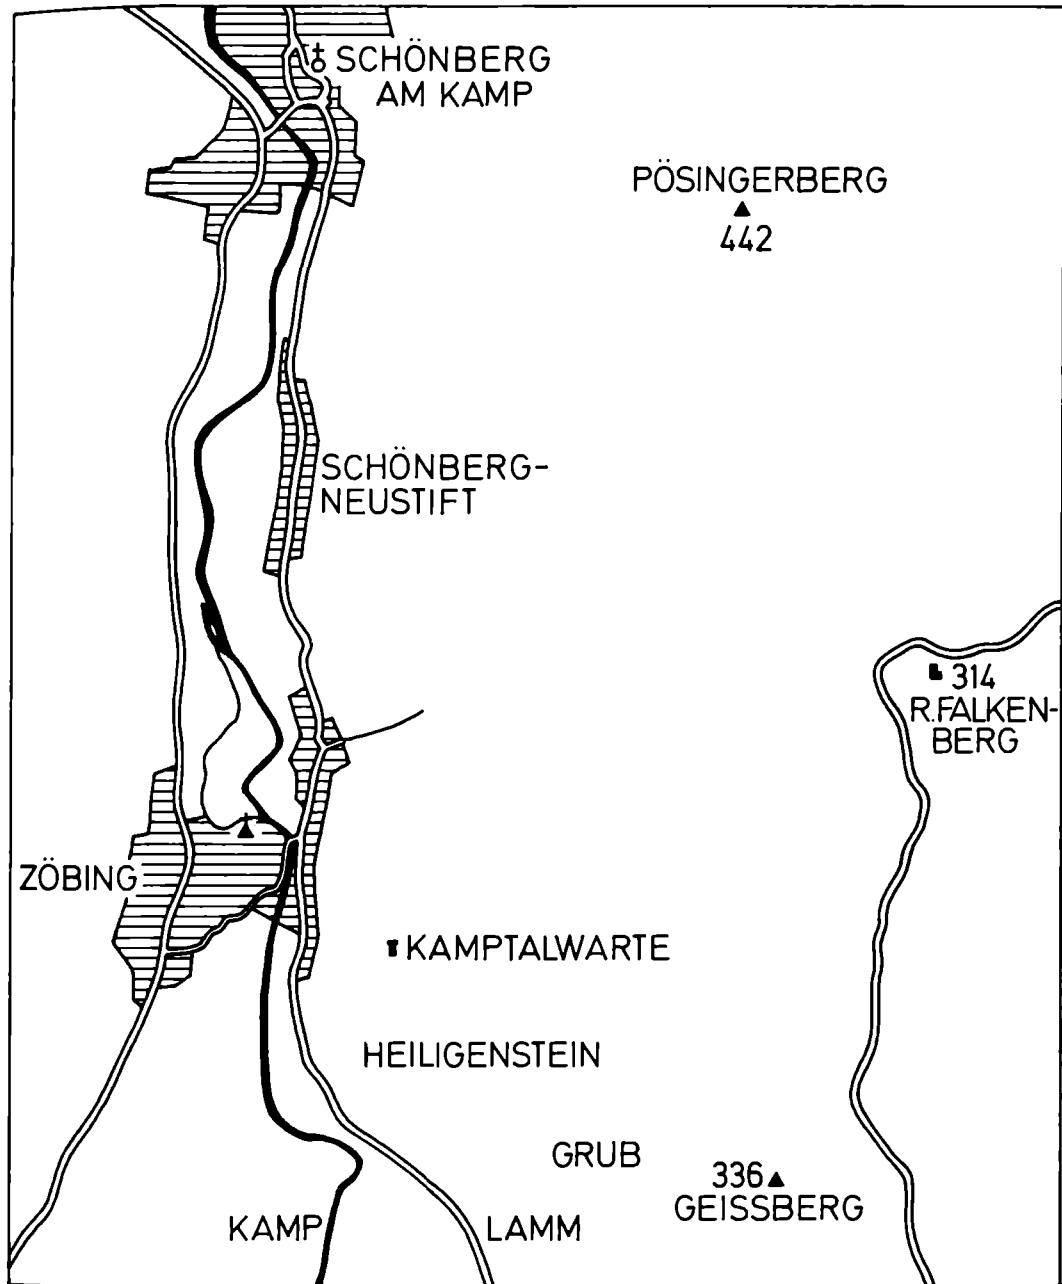 SCHÖNBERG
AM KAMP
PÖSINGERBERG
442
SCHÖNBERG-
NEUSTIFT
314
R.FALKEN-
BERG
ZÖBING
KAMPTALWARTE
HEILIGENSTEIN
GRUB
336
GEISSBERG
KAMP
LAMM